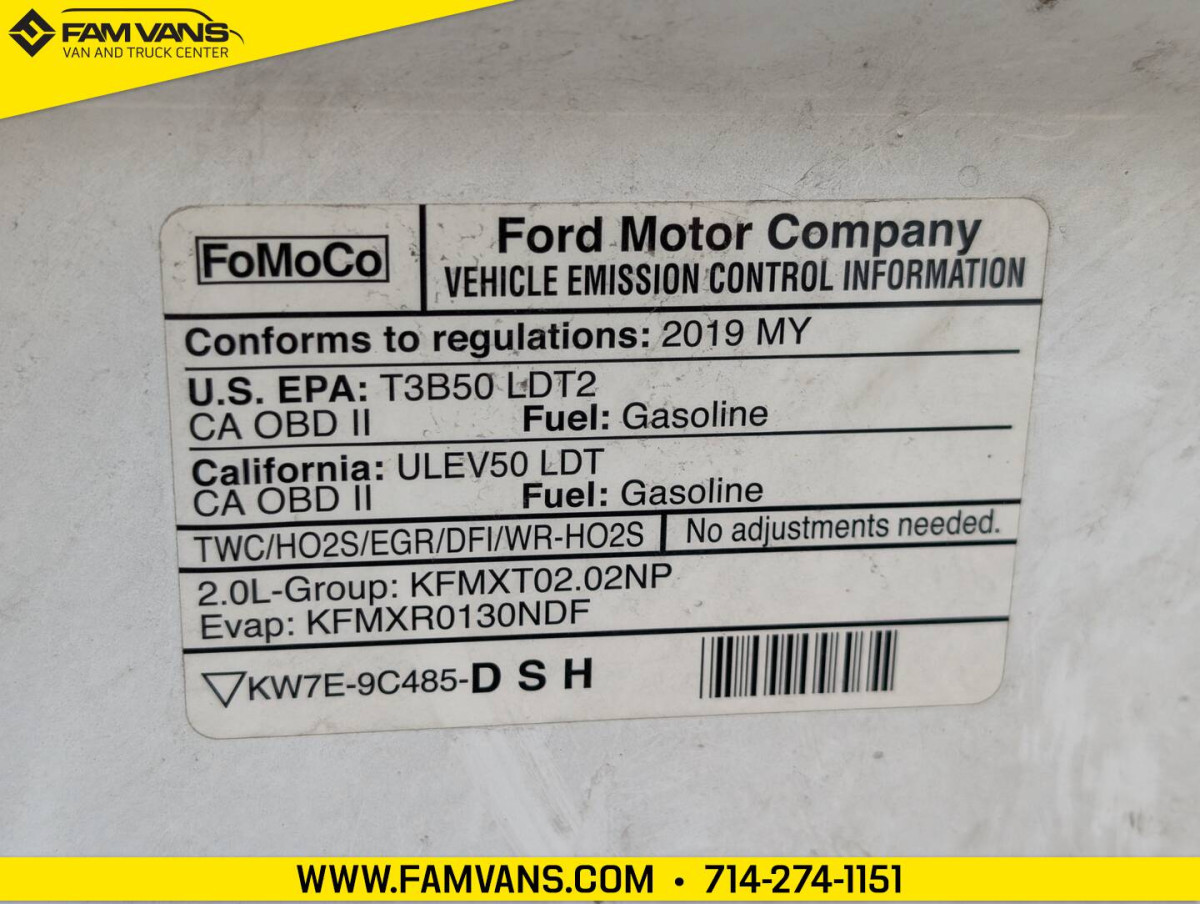 FAM VANS
VAN AND TRUCK CENTER
FoMoCo
Ford Motor Company
VEHICLE EMISSION CONTROL INFORMATION
Conforms to regulations: 2019 MY
U.S. EPA: T3B50 LDT2
CA OBD II Fuel: Gasoline
California: ULEV50 LDT
CA OBD II Fuel: Gasoline
TWC/HO2S/EGR/DFI/WR-HO2S No adjustments needed.
2.0L-Group: KFMXT02.02NP
Evap: KFMXR0130NDF
▽KW7E-9C485-D S H
WWW.FAMVANS.COM • 714-274-1151